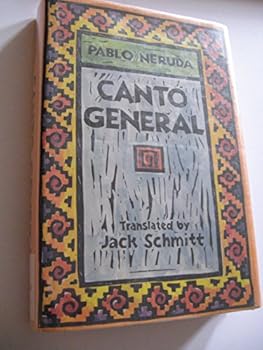 PABLO NERUDA
CANTO
GENERAL
Translated by
Jack Schmitt